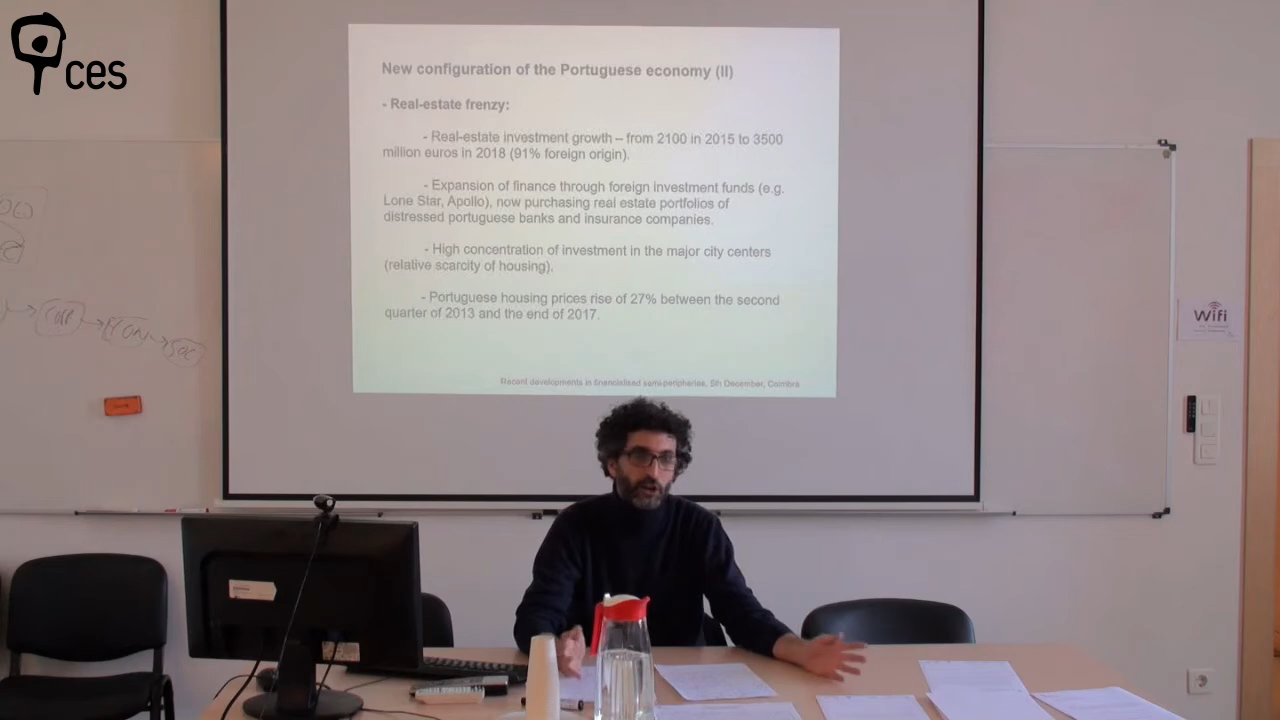 ces
New configuration of the Portuguese economy (II)
- Real-estate frenzy:
- Real-estate investment growth – from 2100 in 2015 to 3500
million euros in 2018 (91% foreign origin).
- Expansion of finance through foreign investment funds (e.g.
Lone Star, Apollo), now purchasing real estate portfolios of
distressed portuguese banks and insurance companies.
- High concentration of investment in the major city centers
(relative scarcity of housing).
- Portuguese housing prices rise of 27% between the second
quarter of 2013 and the end of 2017.
Recent developments in financialised semi-peripheries, 5th December, Coimbra
Wifi